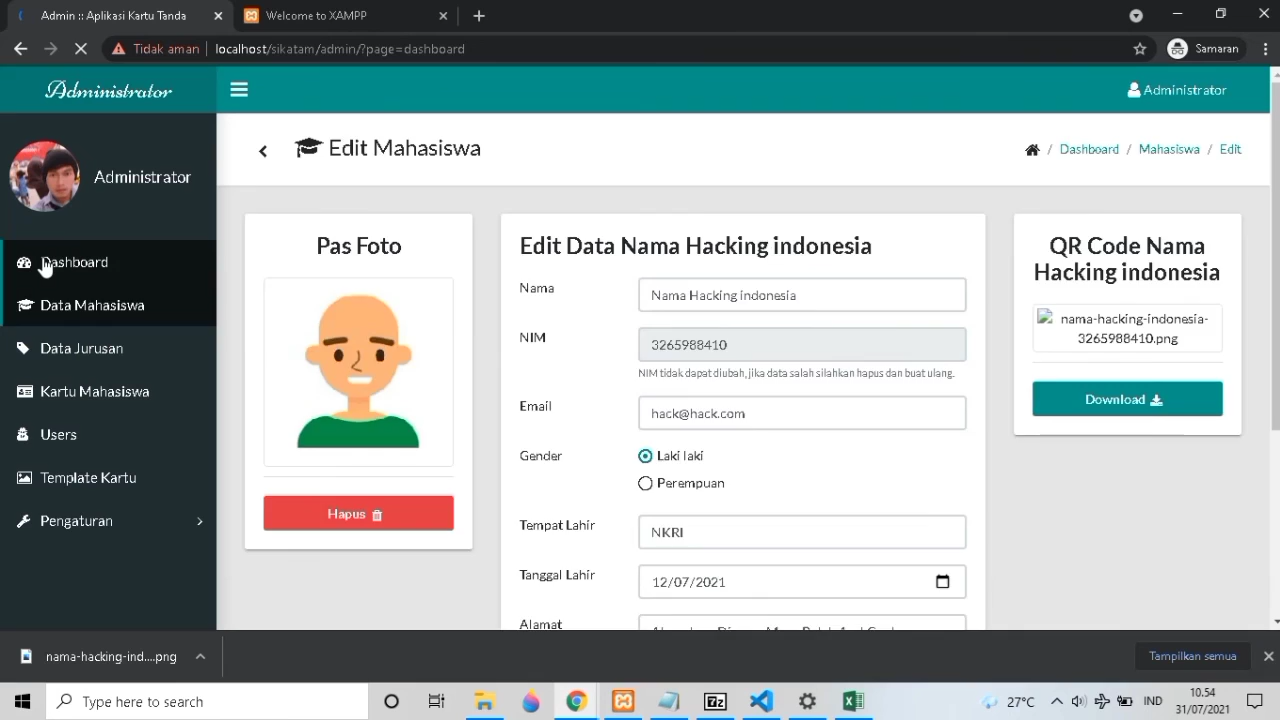 Admin :: Aplikasi Kartu Tanda
Welcome to XAMPP
Tidak aman
localhost/sikatam/admin/?page=dashboard
Samaran
Administrator
Administrator
Administrator
Dashboard
Data Mahasiswa
Data Jurusan
Kartu Mahasiswa
Users
Template Kartu
Pengaturan
Edit Mahasiswa
/ Dashboard / Mahasiswa / Edit
Pas Foto
Hapus
Edit Data Nama Hacking indonesia
Nama
Nama Hacking indonesia
NIM
3265988410
NIM tidak dapat diubah, jika data salah silahkan hapus dan buat ulang.
Email
hack@hack.com
Gender
Laki laki
Perempuan
Tempat Lahir
NKRI
Tanggal Lahir
12/07/2021
Alamat
QR Code Nama
Hacking indonesia
nama-hacking-indonesia-
3265988410.png
Download
nama-hacking-ind....png
Tampilkan semua
Type here to search
27°C
IND
10.54
31/07/2021